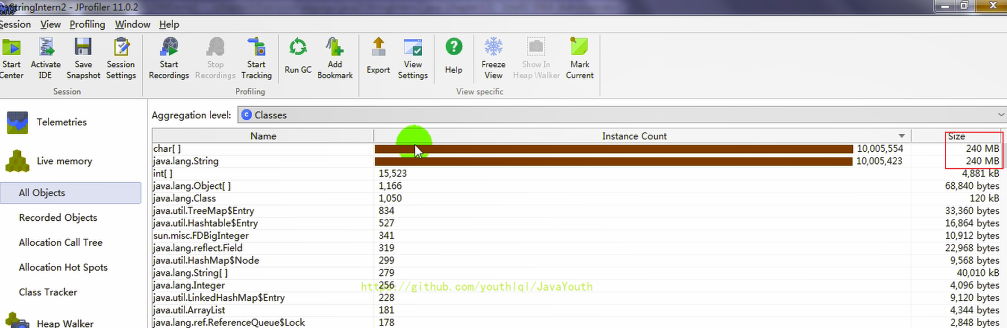 StringIntern2 - JProfiler 11.0.2
Session View Profiling Window Help
Start Center Activate IDE Save Snapshot Session Settings Start Recordings Stop Recordings Start Tracking Run GC Add Bookmark Export View Settings Help Freeze View Show In Heap Walker Mark Current
Session Profiling View specific
Telemetries
Live memory
All Objects
Recorded Objects
Allocation Call Tree
Allocation Hot Spots
Class Tracker
Heap Walker
Aggregation level: Classes
Name Instance Count Size
char[ ] 10,005,554 240 MB
java.lang.String 10,005,423 240 MB
int[ ] 15,523 4,881 kB
java.lang.Object[ ] 1,166 68,840 bytes
java.lang.Class 1,050 120 kB
java.util.TreeMap$Entry 834 33,360 bytes
java.util.Hashtable$Entry 527 16,864 bytes
sun.misc.FDBigInteger 341 10,912 bytes
java.lang.reflect.Field 319 22,968 bytes
java.util.HashMap$Node 299 9,568 bytes
java.lang.String[ ] 279 40,010 kB
java.lang.Integer 256 4,096 bytes
java.util.LinkedHashMap$Entry 228 9,120 bytes
java.util.ArrayList 181 4,344 bytes
java.lang.ref.ReferenceQueue$Lock 178 2,848 bytes
https://github.com/youthlql/JavaYouth